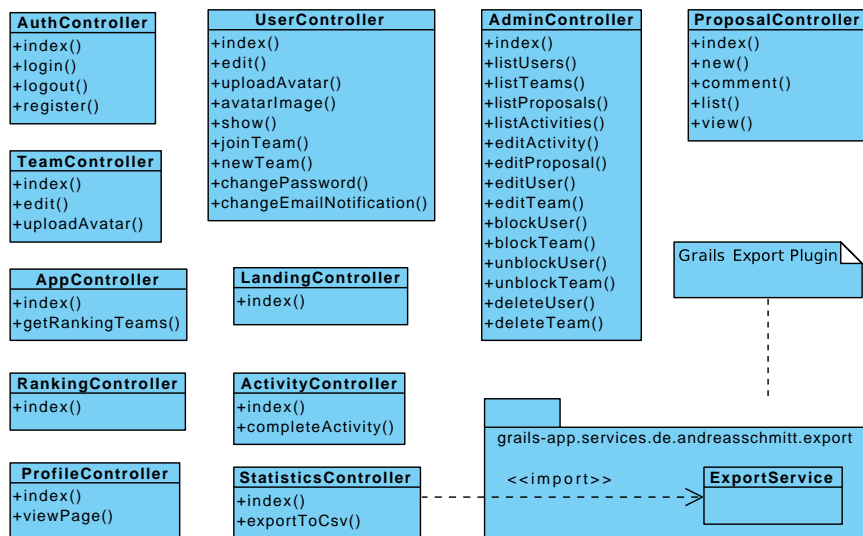 AuthController
+index()
+login()
+logout()
+register()
UserController
+index()
+edit()
+uploadAvatar()
+avatarImage()
+show()
+joinTeam()
+newTeam()
+changePassword()
+changeEmailNotification()
AdminController
+index()
+listUsers()
+listTeams()
+listProposals()
+listActivities()
+editActivity()
+editProposal()
+editUser()
+editTeam()
+blockUser()
+blockTeam()
+unblockUser()
+unblockTeam()
+deleteUser()
+deleteTeam()
ProposalController
+index()
+new()
+comment()
+list()
+view()
TeamController
+index()
+edit()
+uploadAvatar()
Grails Export Plugin
AppController
+index()
+getRankingTeams()
LandingController
+index()
RankingController
+index()
ActivityController
+index()
+completeActivity()
grails-app.services.de.andreasschmitt.export
ProfileController
+index()
+viewPage()
StatisticsController
+index()
+exportToCsv()
<<import>>
ExportService